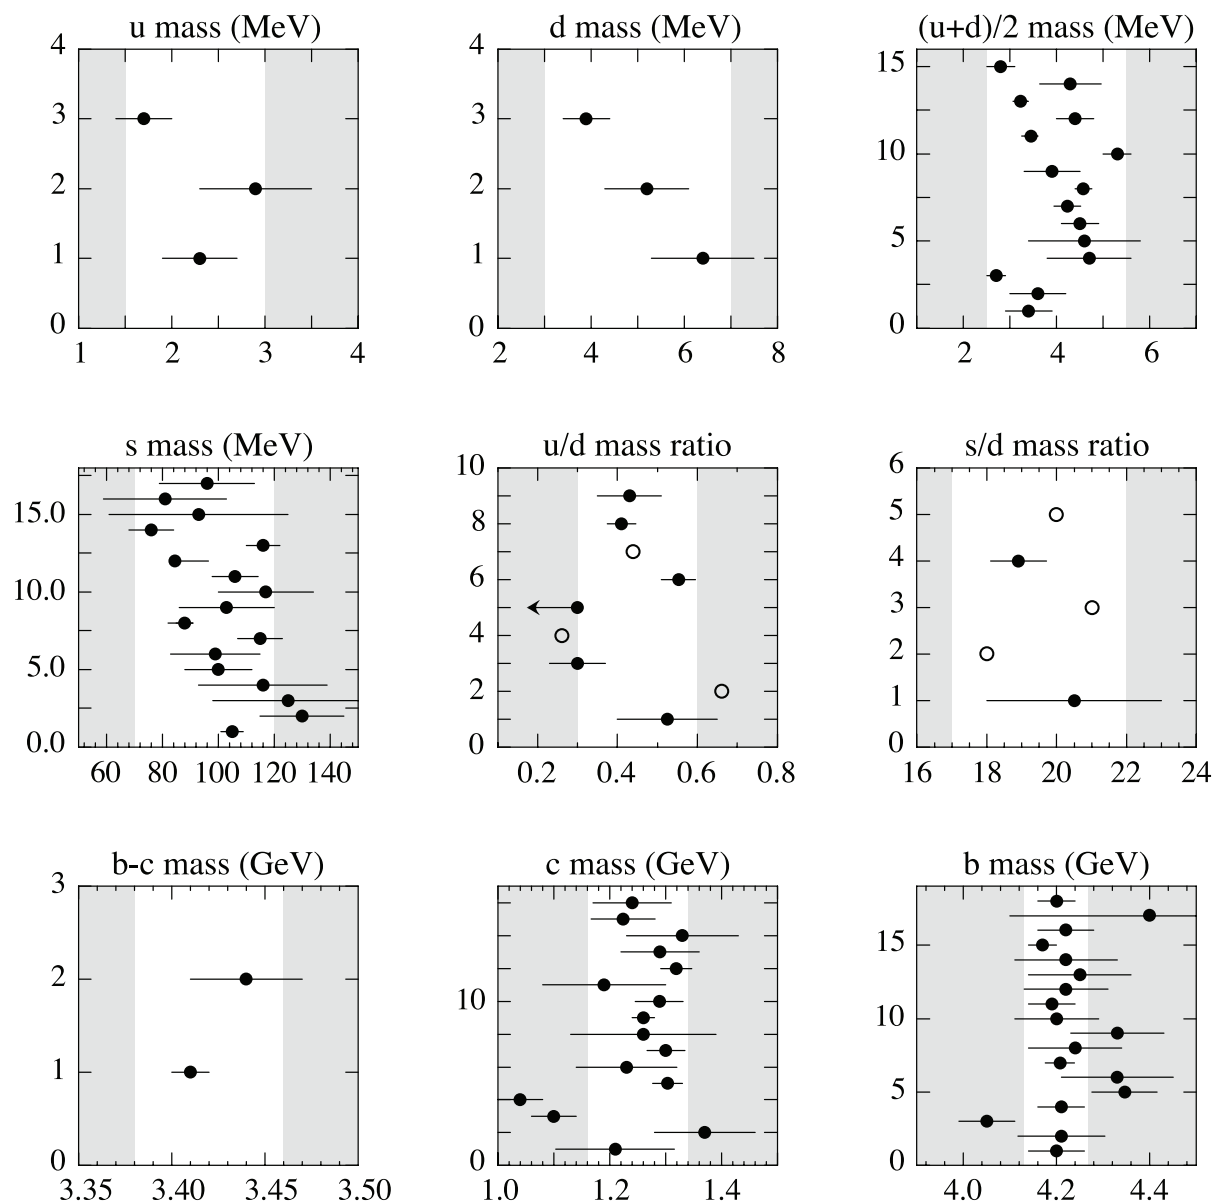 u mass (MeV)
4
3
2
1
0
1 2 3 4
d mass (MeV)
4
3
2
1
0
2 4 6 8
(u+d)/2 mass (MeV)
15
10
5
0
2 4 6
s mass (MeV)
15.0
10.0
5.0
0.0
60 80 100 120 140
u/d mass ratio
10
8
6
4
2
0
0.2 0.4 0.6 0.8
s/d mass ratio
6
5
4
3
2
1
0
16 18 20 22 24
b-c mass (GeV)
3
2
1
0
3.35 3.40 3.45 3.50
c mass (GeV)
10
0
1.0 1.2 1.4
b mass (GeV)
15
10
5
0
4.0 4.2 4.4